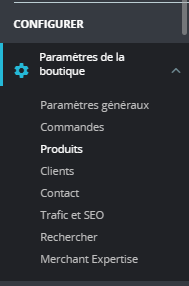 CONFIGURER
Paramètres de la
boutique
Paramètres généraux
Commandes
Produits
Clients
Contact
Trafic et SEO
Rechercher
Merchant Expertise